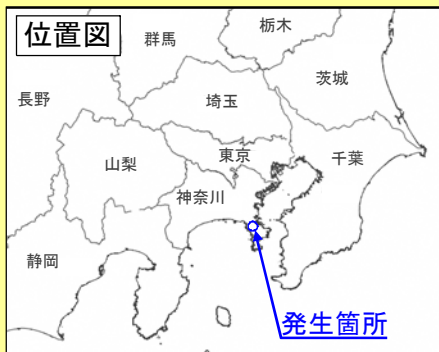 位置図
栃木
群馬
茨城
長野
埼玉
東京
千葉
山梨
神奈川
静岡
発生箇所